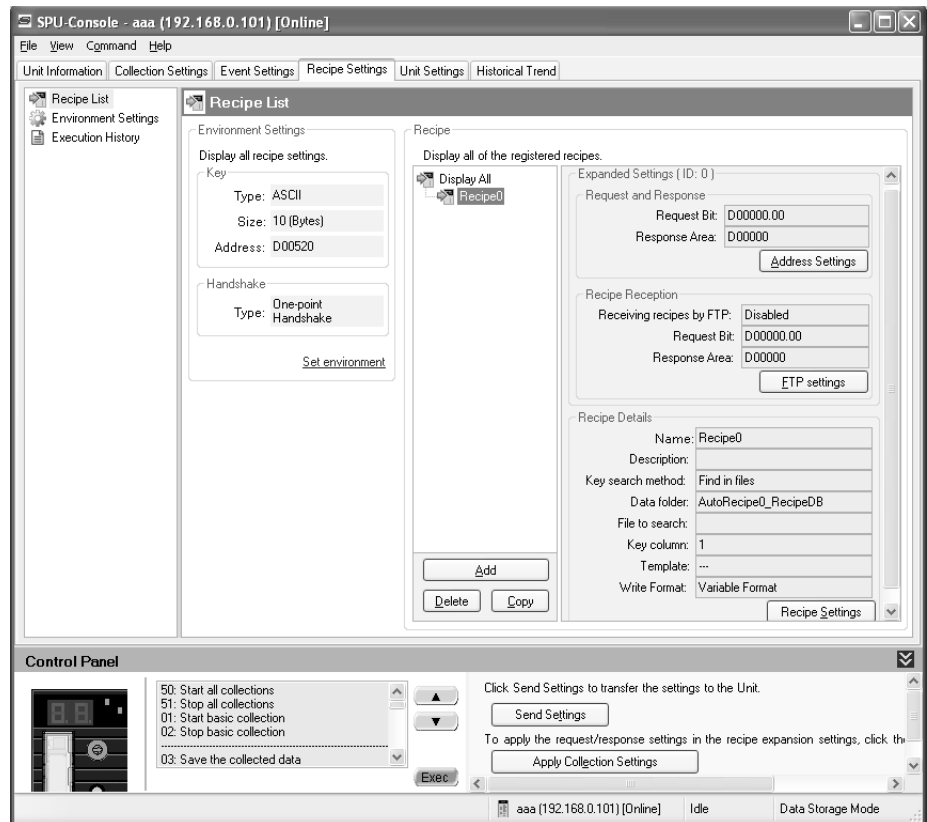 SPU-Console - aaa (192.168.0.101) [Online]
File View Command Help
Unit Information Collection Settings Event Settings Recipe Settings Unit Settings Historical Trend
Recipe List
Environment Settings
Execution History
Recipe List
Environment Settings
Display all recipe settings.
Key
Type: ASCII
Size: 10 (Bytes)
Address: D00520
Handshake
Type: One-point
Handshake
Set environment
Recipe
Display all of the registered recipes.
Display All
Recipe0
Add
Delete Copy
Expanded Settings ( ID: 0 )
Request and Response
Request Bit: D00000.00
Response Area: D00000
Address Settings
Recipe Reception
Receiving recipes by FTP: Disabled
Request Bit: D00000.00
Response Area: D00000
FTP settings
Recipe Details
Name: Recipe0
Description:
Key search method: Find in files
Data folder: AutoRecipe0_RecipeDB
File to search:
Key column: 1
Template: ---
Write Format: Variable Format
Recipe Settings
Control Panel
8.8.
50: Start all collections
51: Stop all collections
01: Start basic collection
02: Stop basic collection
03: Save the collected data
Exec
Click Send Settings to transfer the settings to the Unit.
Send Settings
To apply the request/response settings in the recipe expansion settings, click th
Apply Collection Settings
aaa (192.168.0.101) [Online] Idle Data Storage Mode